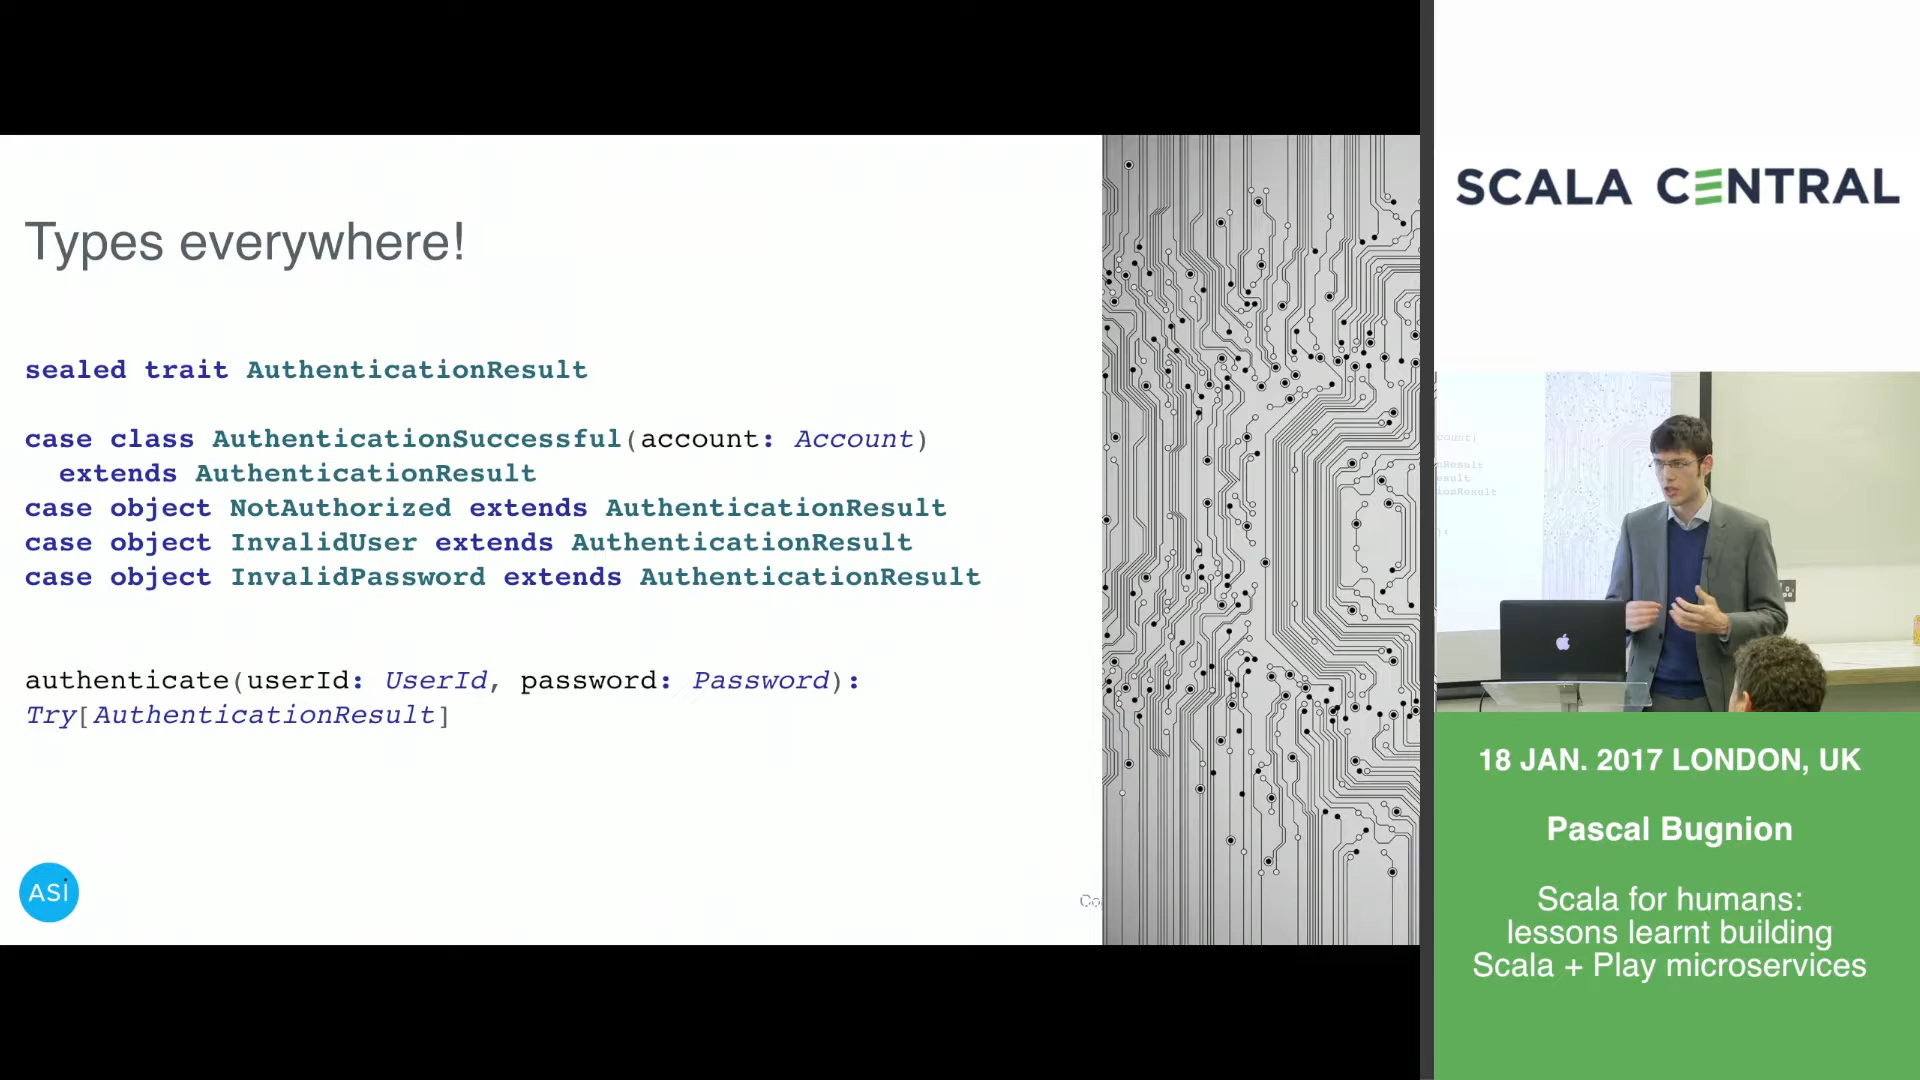 Types everywhere!
sealed trait AuthenticationResult
case class AuthenticationSuccessful(account: Account)
extends AuthenticationResult
case object NotAuthorized extends AuthenticationResult
case object InvalidUser extends AuthenticationResult
case object InvalidPassword extends AuthenticationResult
authenticate(userId: UserId, password: Password):
Try[AuthenticationResult]
ASI
SCALA CENTRAL
18 JAN. 2017 LONDON, UK
Pascal Bugnion
Scala for humans:
lessons learnt building
Scala + Play microservices